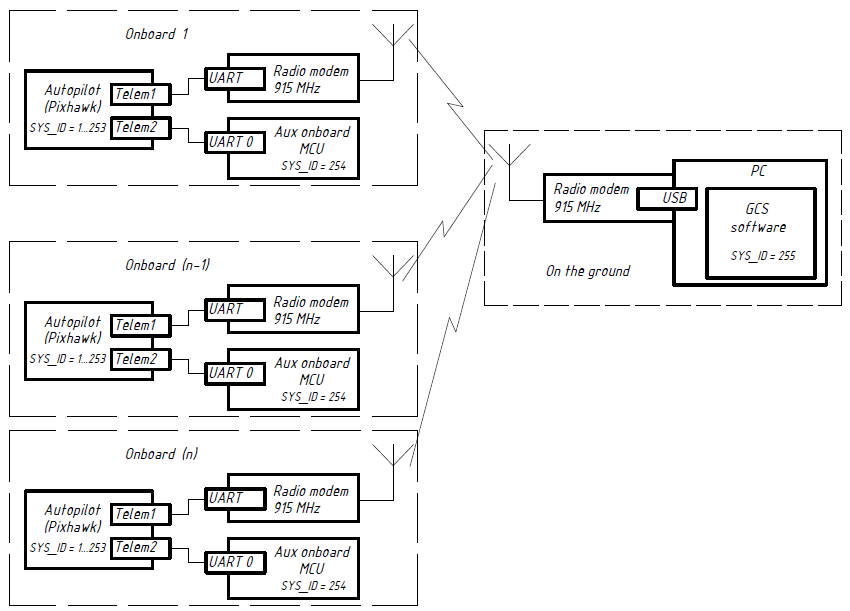 Onboard 1
Autopilot
(Pixhawk)
SYS_ID = 1...253
Telem1
Telem2
UART
Radio modem
915 MHz
UART 0
Aux onboard
MCU
SYS_ID = 254
Onboard (n-1)
Autopilot
(Pixhawk)
SYS_ID = 1...253
Telem1
Telem2
UART
Radio modem
915 MHz
UART 0
Aux onboard
MCU
SYS_ID = 254
Onboard (n)
Autopilot
(Pixhawk)
SYS_ID = 1...253
Telem1
Telem2
UART
Radio modem
915 MHz
UART 0
Aux onboard
MCU
SYS_ID = 254
Radio modem
915 MHz
USB
PC
GCS
software
SYS_ID = 255
On the ground